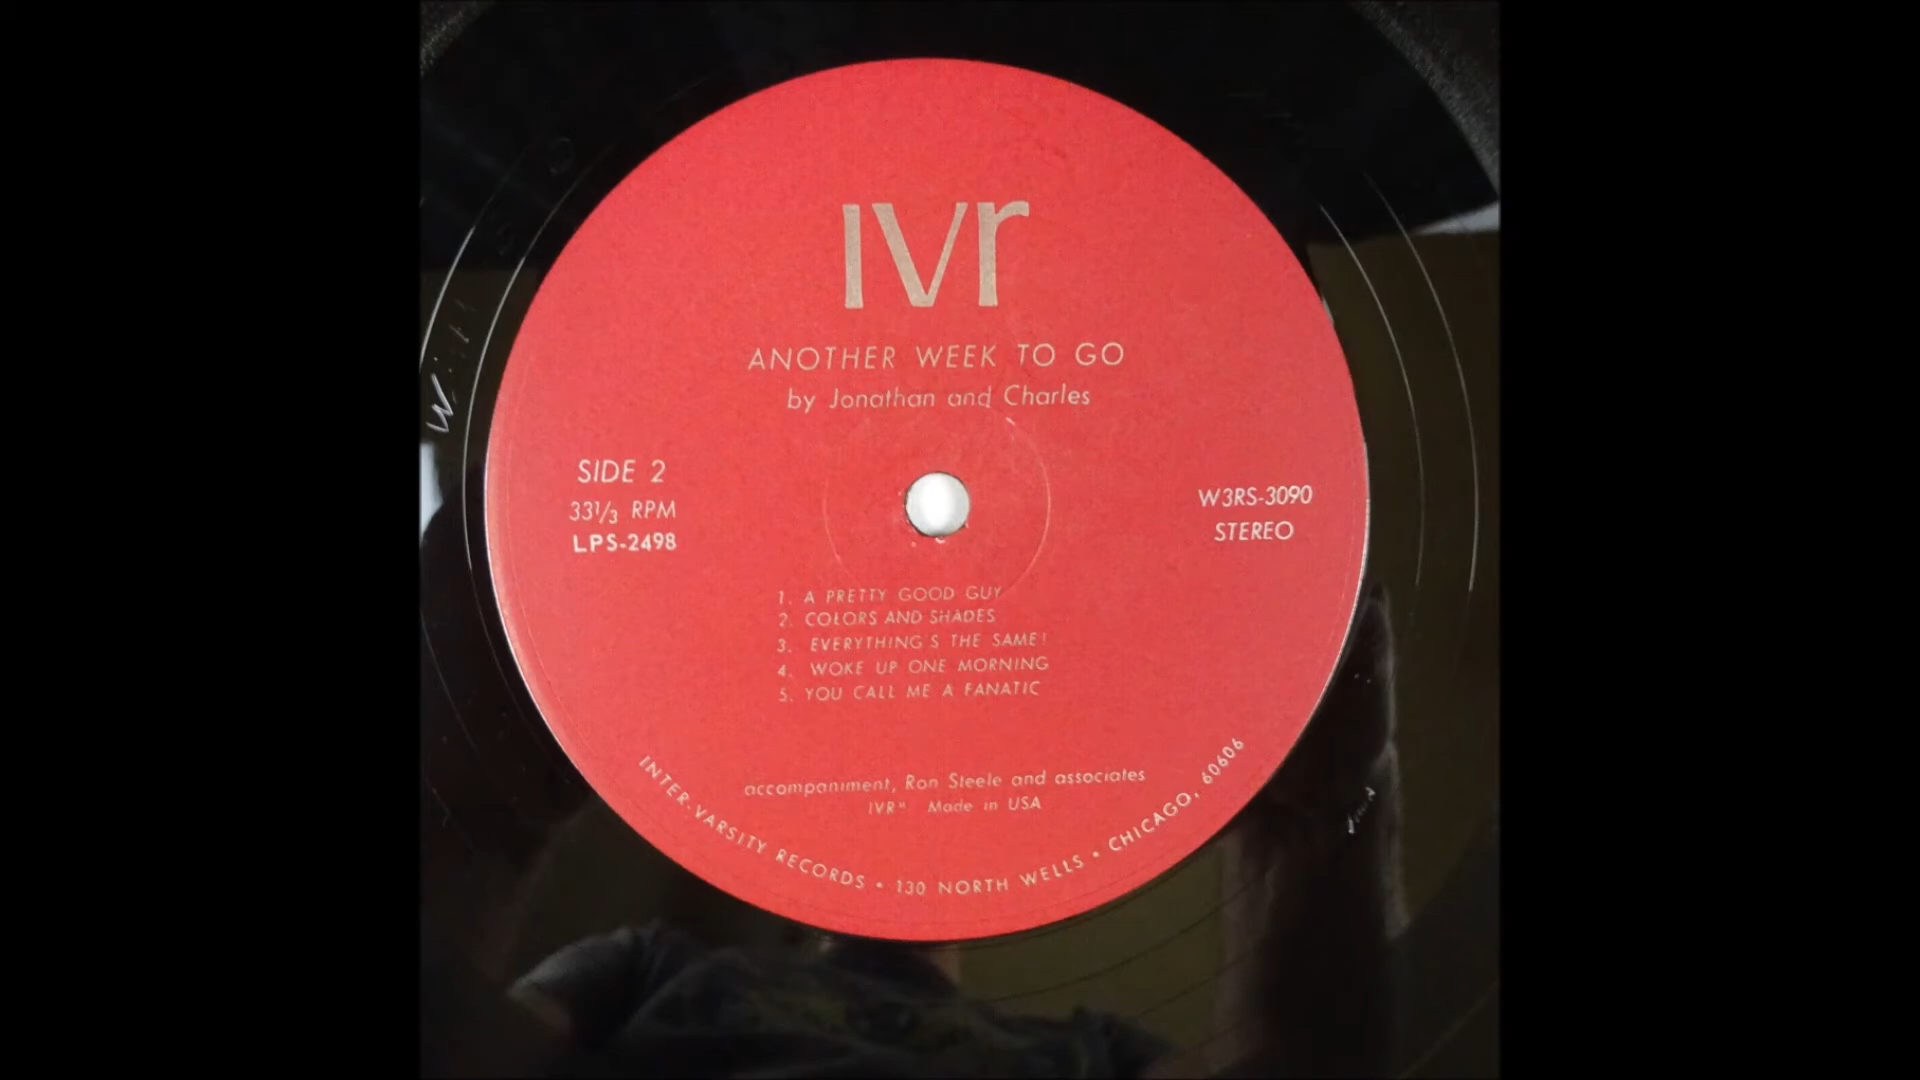 IVr
ANOTHER WEEK TO GO
by Jonathan and Charles
SIDE 2
33 1/3 RPM
LPS-2498
W3RS-3090
STEREO
1. A PRETTY GOOD GUY
2. COLORS AND SHADES
3. EVERYTHING'S THE SAME!
4. WOKE UP ONE MORNING
5. YOU CALL ME A FANATIC
accompaniment, Ron Steele and associates
IVR" Made in USA
INTER-VARSITY RECORDS • 130 NORTH WELLS • CHICAGO, 60606